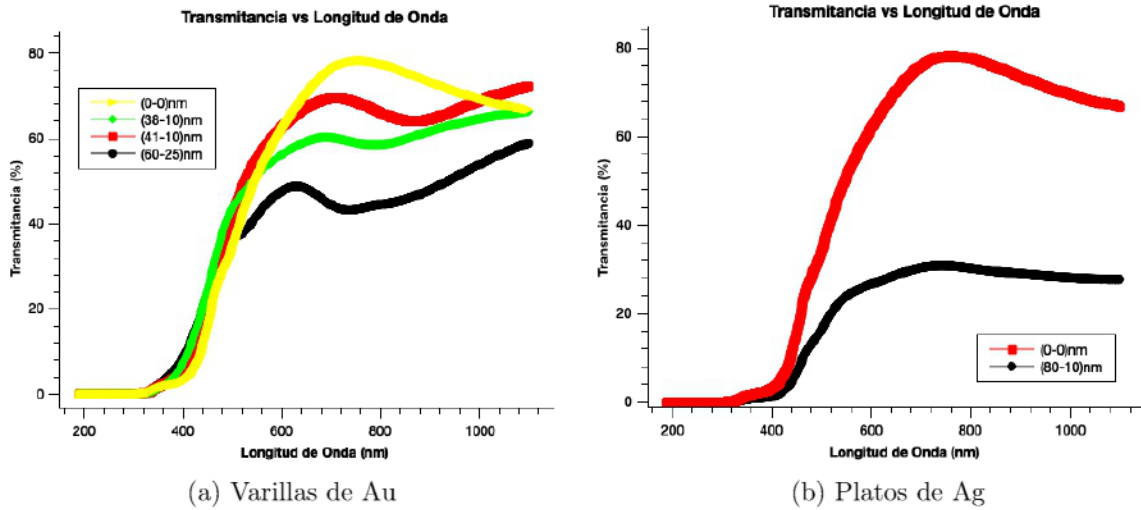 Transmitancia vs Longitud de Onda
Transmitancia (%)
80
60
40
20
0
(0-0)nm
(38-10)nm
(41-10)nm
(60-25)nm
200 400 600 800 1000
Longitud de Onda (nm)
(a) Varillas de Au
Transmitancia vs Longitud de Onda
Transmitancia (%)
80
60
40
20
0
(0-0)nm
(80-10)nm
200 400 600 800 1000
Longitud de Onda (nm)
(b) Platos de Ag